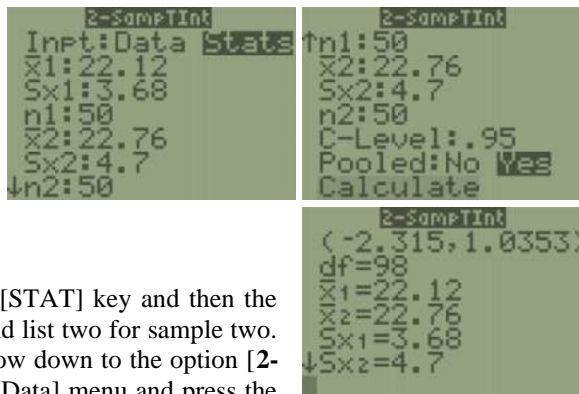 2-SampTInt
Inpt:Data Stats
x̄1:22.12
Sx1:3.68
n1:50
x̄2:22.76
Sx2:4.7
↓n2:50
2-SampTInt
↑n1:50
x̄2:22.76
Sx2:4.7
n2:50
C-Level:.95
Pooled:No Yes
Calculate
2-SampTInt
(-2.315,1.0353)
df=98
x̄1=22.12
x̄2=22.76
Sx1=3.68
↓Sx2=4.7
[STAT] key and then the
list two for sample two.
down to the option [2-
Data] menu and press the